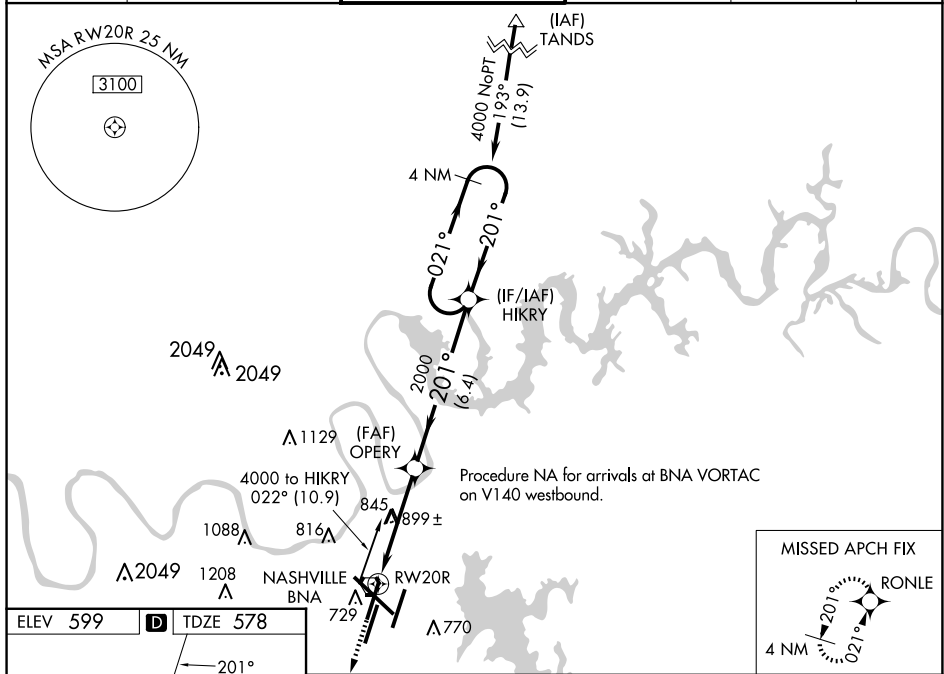 MSA RW20R 25 NM
3100
(IAF)
TANDS
4000 NoPT
193°
(13.9)
4 NM
021°
201°
(IF/IAF)
HIKRY
2000
201°
(6.4)
2049
2049
1129
(FAF)
OPERY
4000 to HIKRY
022° (10.9)
Procedure NA for arrivals at BNA VORTAC
on V140 westbound.
845
899 ±
1088
816
2049
1208
NASHVILLE
BNA
RW20R
729
770
MISSED APCH FIX
RONLE
201°
021°
4 NM
ELEV 599
D
TDZE 578
201°